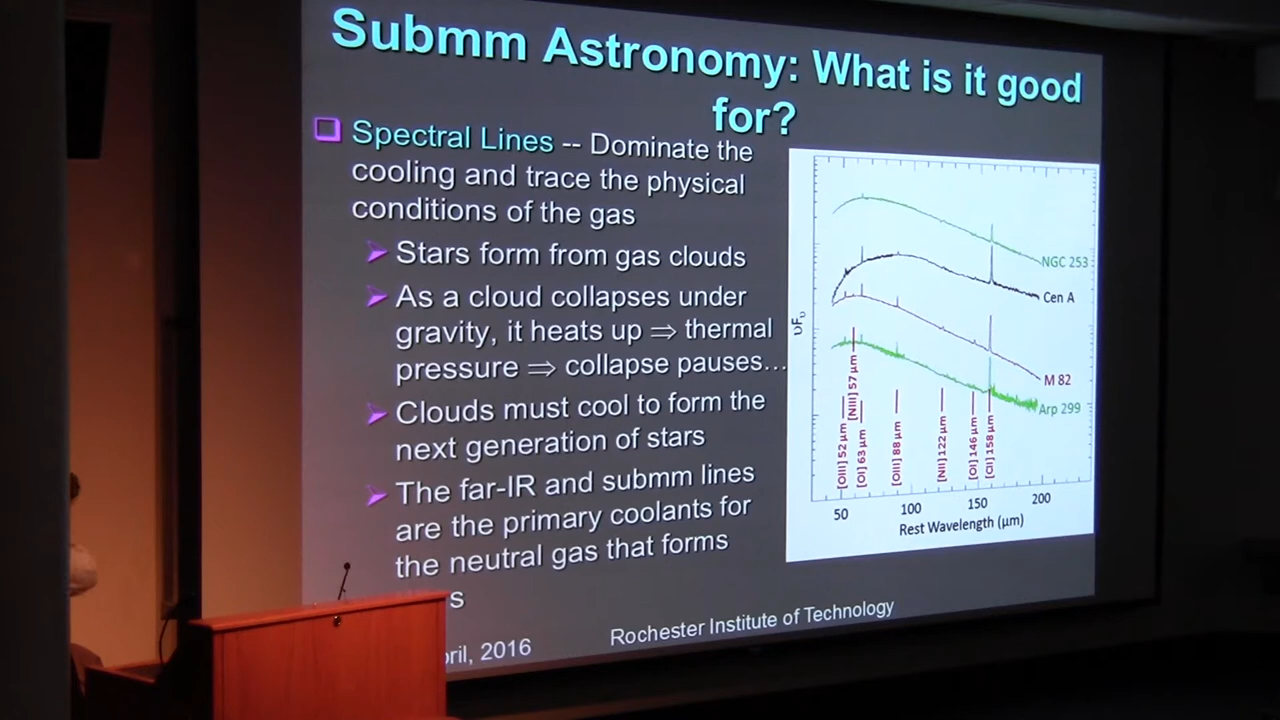 Submm Astronomy: What is it good
for?
Spectral Lines -- Dominate the
cooling and trace the physical
conditions of the gas
Stars form from gas clouds
As a cloud collapses under
gravity, it heats up ⇒ thermal
pressure ⇒ collapse pauses…
Clouds must cool to form the
next generation of stars
The far-IR and submm lines
are the primary coolants for
the neutral gas that forms
s
ril, 2016
Rochester Institute of Technology
NGC 253
Cen A
M 82
Arp 299
υFυ
[OIII] 52 μm
[NIII] 57 μm
[OI] 63 μm
[OIII] 88 μm
[NII] 122 μm
[OI] 146 μm
[CI] 158 μm
50 100 150 200
Rest Wavelength (μm)